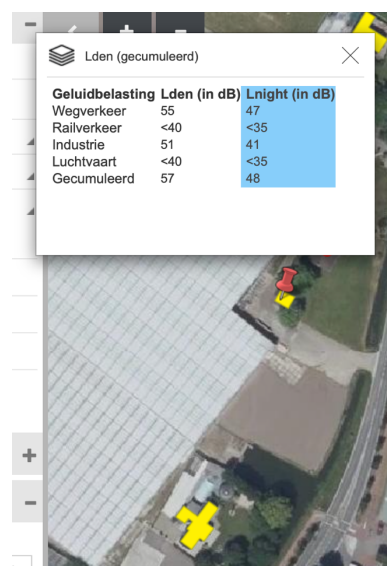 Lden (gecumuleerd)
Geluidbelasting Lden (in dB) Lnight (in dB)
Wegverkeer 55 47
Railverkeer <40 <35
Industrie 51 41
Luchtvaart <40 <35
Gecumuleerd 57 48